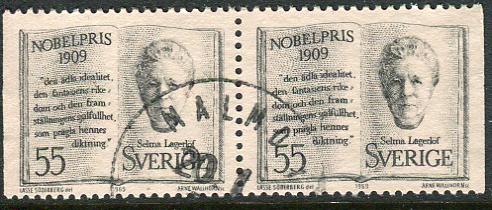 NOBELPRIS
1909
"den ädla idealitet,
den fantasiens rike-
dom och den fram-
ställningens själfullhet,
som prägla hennes
diktning."
Selma Lagerlöf
55 SVERIGE
LASSE SÖDERBERG del 1969 ARNE WALLHORN sc
NOBELPRIS
1909
"den ädla idealitet,
den fantasiens rike-
dom och den fram-
ställningens själfullhet,
som prägla hennes
diktning."
Selma Lagerlöf
55 SVERIGE
LASSE SÖDERBERG del 1969 ARNE WALLHORN sc
MALMÖ